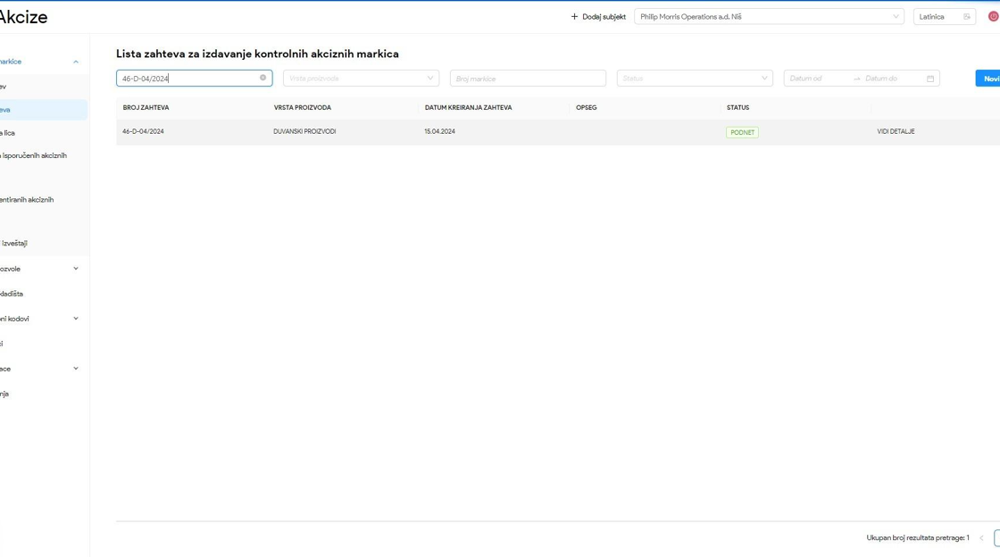 Akcize
Dodaj subjekt
Philip Morris Operations a.d. Niš
Latinica
markice
Lista zahteva za izdavanje kontrolnih akciznih markica
46-D-04/2024
Vrsta proizvoda
Broj markice
Status
Datum od
Datum do
Novi
BROJ ZAHTEVA
VRSTA PROIZVODA
DATUM KREIRANJA ZAHTEVA
OPSEG
STATUS
46-D-04/2024
DUVANSKI PROIZVODI
15.04.2024
PODNET
VIDI DETALJE
ev
eva
a lica
isporučenih akciznih
entiranih akciznih
izveštaji
ozvole
kladišta
ni kodovi
ci
ace
nja
Ukupan broj rezultata pretrage: 1